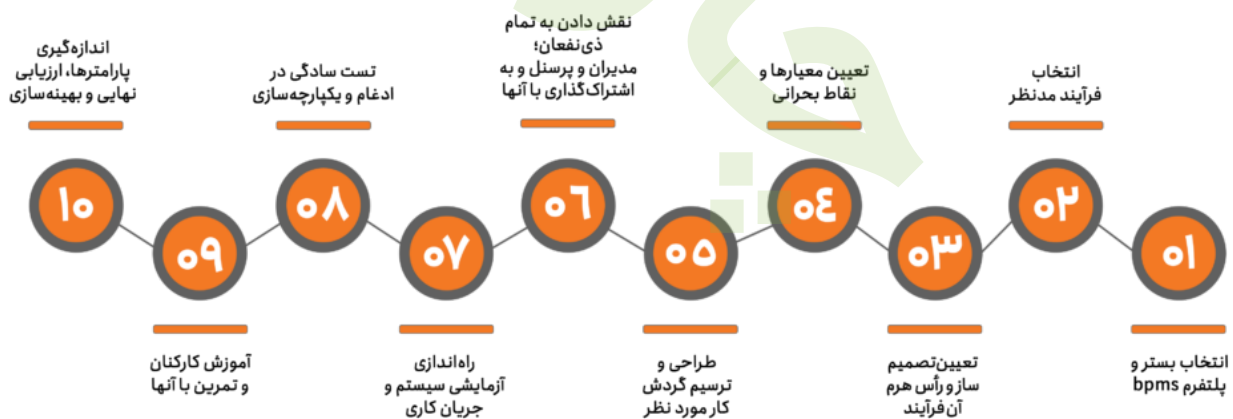 ۰۱
انتخاب بستر و
پلتفرم bpms
۰۲
انتخاب
فرآیند مدنظر
۰۳
تعیین‌تصمیم
ساز و رأس هرم
آن فرآیند
۰٤
تعیین معیارها و
نقاط بحرانی
۰۵
طراحی و
ترسیم گردش
کار مورد نظر
۰٦
نقش دادن به تمام
ذی‌نفعان؛
مدیران و پرسنل و به
اشتراک‌گذاری با آنها
۰۷
راه‌اندازی
آزمایشی سیستم و
جریان کاری
۰۸
تست سادگی در
ادغام و یکپارچه‌سازی
۰۹
آموزش کارکنان
و تمرین با آنها
۱۰
اندازه‌گیری
پارامترها، ارزیابی
نهایی و بهینه‌سازی